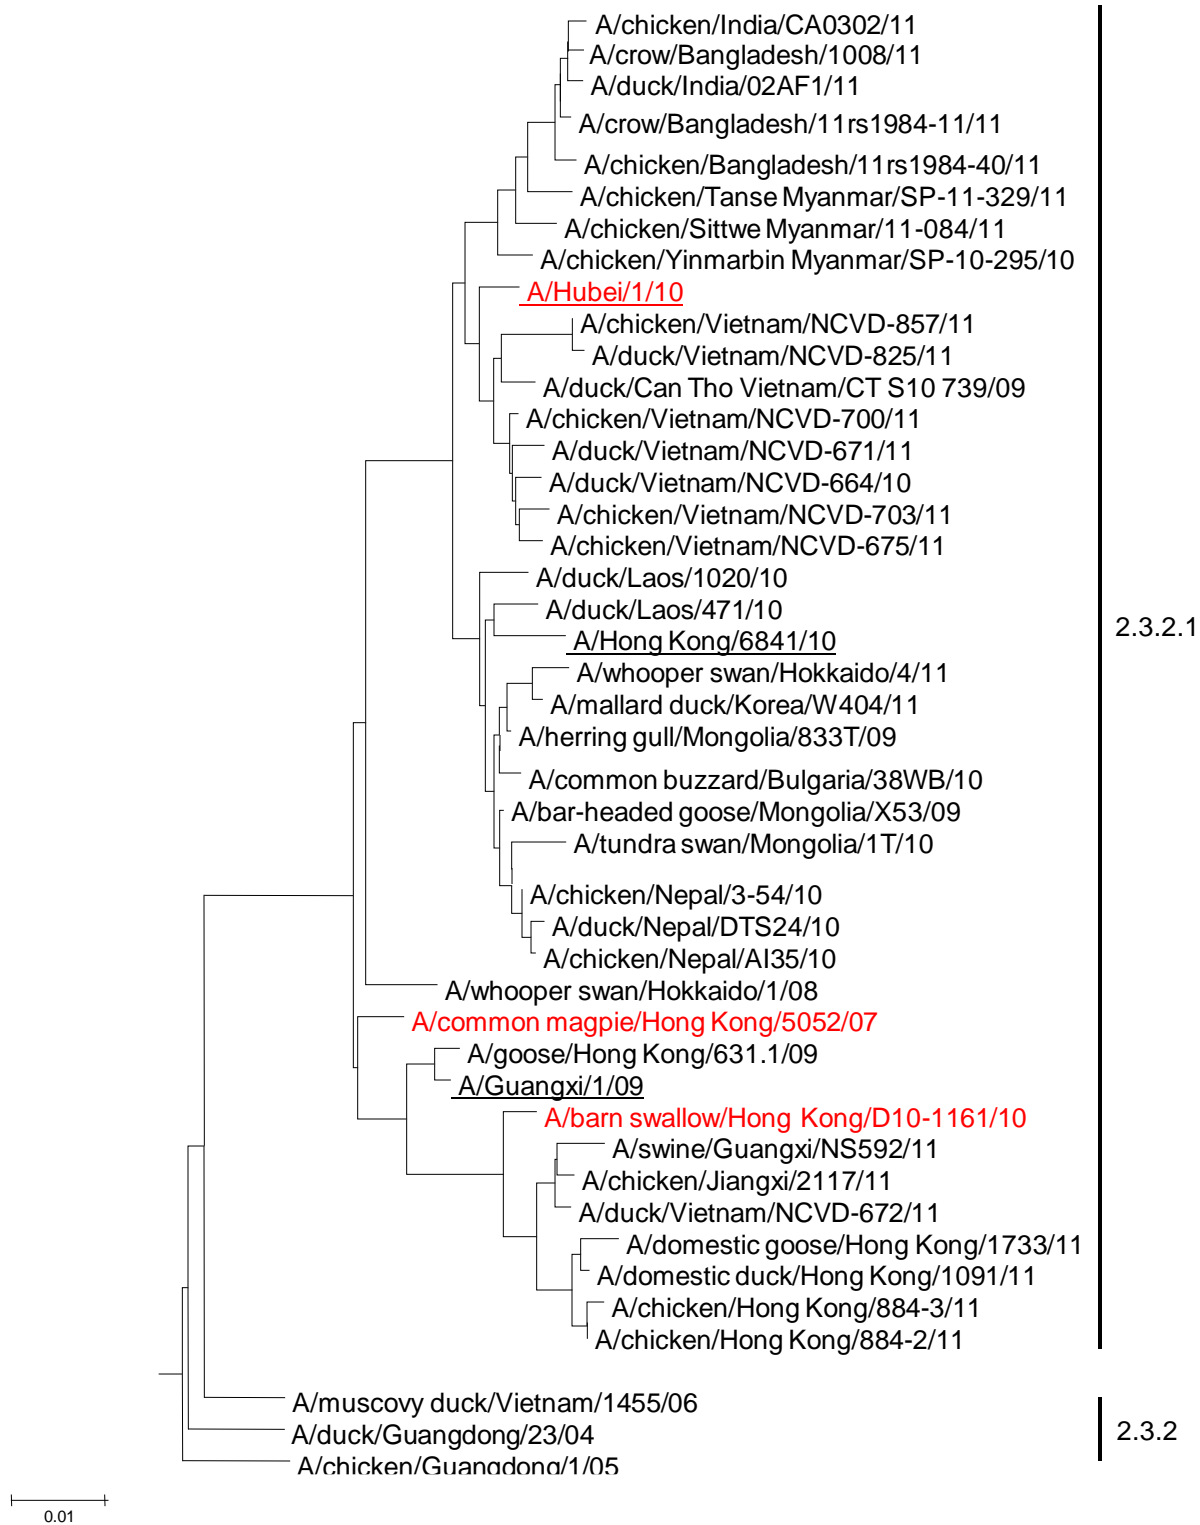 A/chicken/India/CA0302/11
A/crow/Bangladesh/1008/11
A/duck/India/02AF1/11
A/crow/Bangladesh/11rs1984-11/11
A/chicken/Bangladesh/11rs1984-40/11
A/chicken/Tanse Myanmar/SP-11-329/11
A/chicken/Sittwe Myanmar/11-084/11
A/chicken/Yinmarbin Myanmar/SP-10-295/10
A/Hubei/1/10
A/chicken/Vietnam/NCVD-857/11
A/duck/Vietnam/NCVD-825/11
A/duck/Can Tho Vietnam/CT S10 739/09
A/chicken/Vietnam/NCVD-700/11
A/duck/Vietnam/NCVD-671/11
A/duck/Vietnam/NCVD-664/10
A/chicken/Vietnam/NCVD-703/11
A/chicken/Vietnam/NCVD-675/11
A/duck/Laos/1020/10
A/duck/Laos/471/10
2.3.2.1
A/Hong Kong/6841/10
A/whooper swan/Hokkaido/4/11
A/mallard duck/Korea/W404/11
A/herring gull/Mongolia/833T/09
A/common buzzard/Bulgaria/38WB/10
A/bar-headed goose/Mongolia/X53/09
A/tundra swan/Mongolia/1T/10
A/chicken/Nepal/3-54/10
A/duck/Nepal/DTS24/10
A/chicken/Nepal/AI35/10
A/whooper swan/Hokkaido/1/08
A/common magpie/Hong Kong/5052/07
A/goose/Hong Kong/631.1/09
A/Guangxi/1/09
A/barn swallow/Hong Kong/D10-1161/10
A/swine/Guangxi/NS592/11
A/chicken/Jiangxi/2117/11
A/duck/Vietnam/NCVD-672/11
A/domestic goose/Hong Kong/1733/11
A/domestic duck/Hong Kong/1091/11
A/chicken/Hong Kong/884-3/11
A/chicken/Hong Kong/884-2/11
A/muscovy duck/Vietnam/1455/06
A/duck/Guangdong/23/04
2.3.2
A/chicken/Guangdong/1/05
0.01